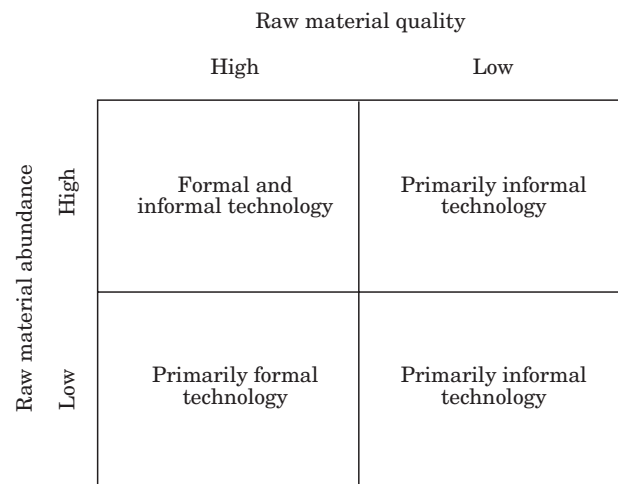 Raw material quality
High
Low
Raw material abundance
High
Formal and
informal technology
Primarily informal
technology
Low
Primarily formal
technology
Primarily informal
technology